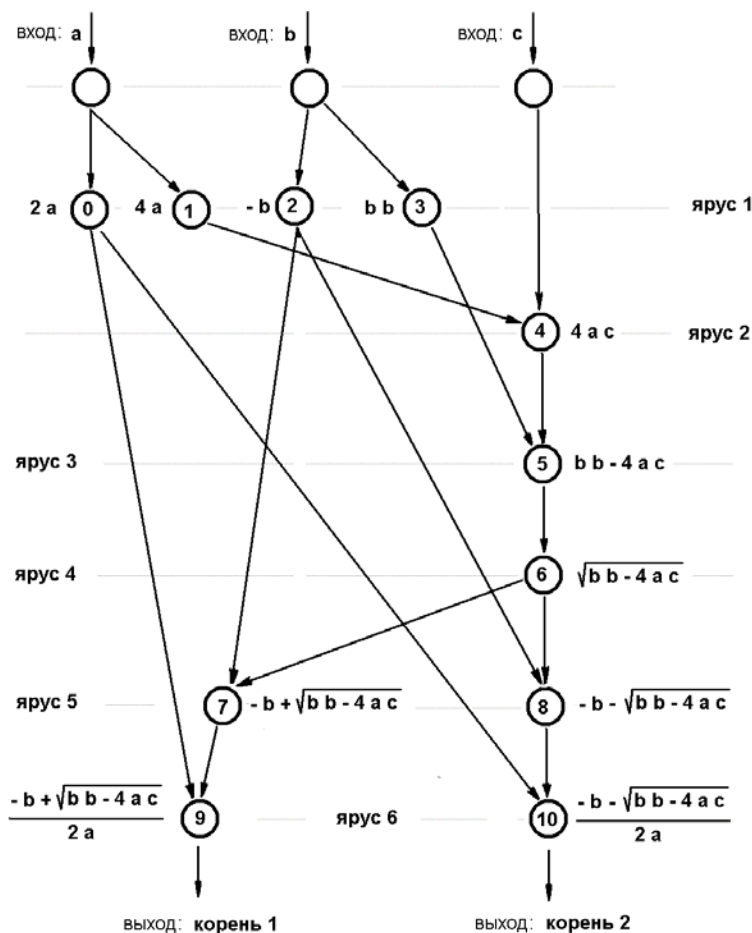 вход: a вход: b вход: c
2 a 0 4 a 1 - b 2 b b 3 ярус 1
4 4 a c ярус 2
ярус 3 5 b b - 4 a c
ярус 4 6 √b b - 4 a c
ярус 5 7 - b + √b b - 4 a c 8 - b - √b b - 4 a c
- b + √b b - 4 a c
2 a
9 ярус 6 10
- b - √b b - 4 a c
2 a
выход: корень 1 выход: корень 2